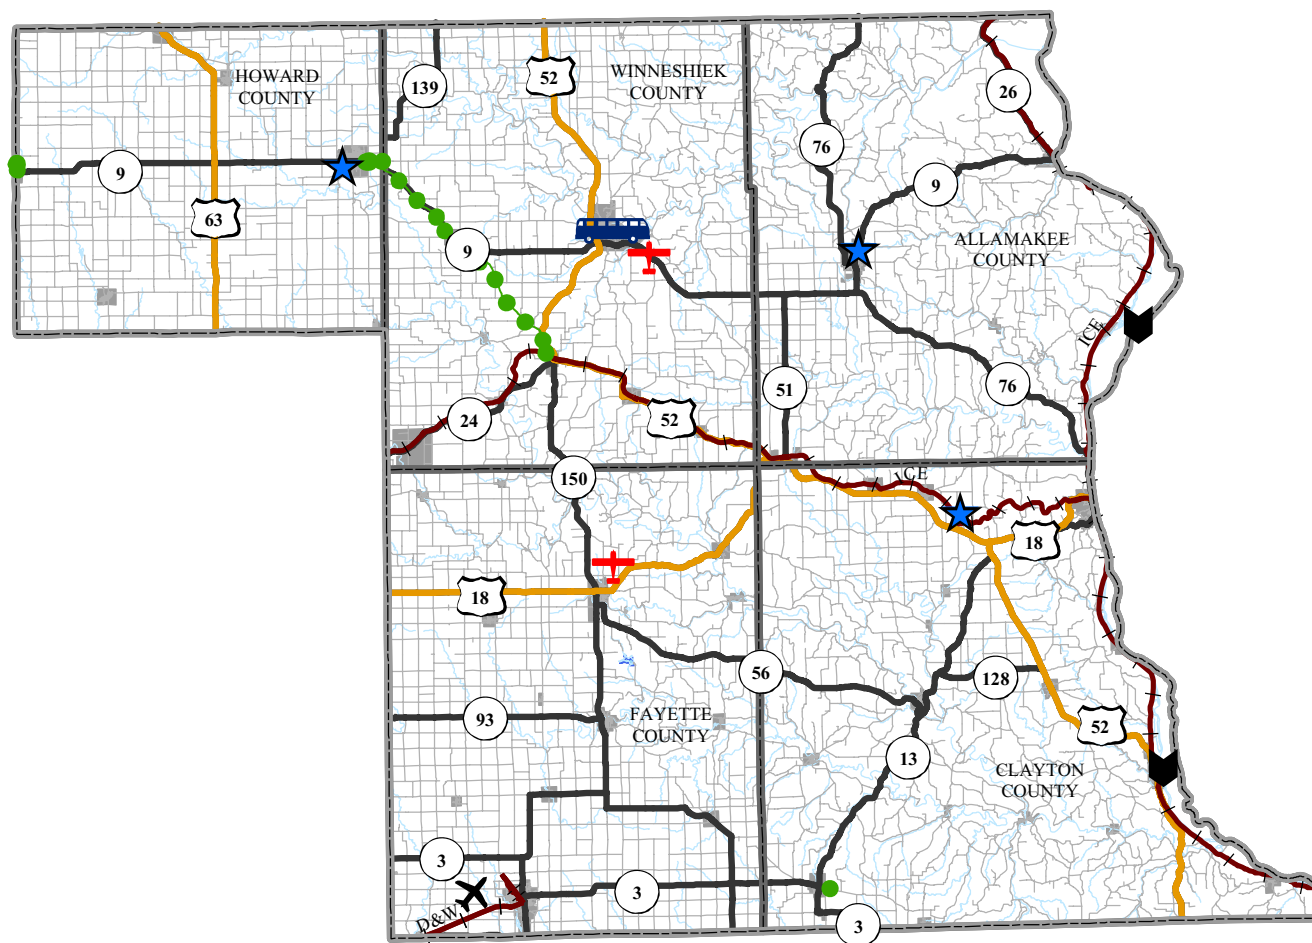 HOWARD
COUNTY
139
52
WINNESHIEK
COUNTY
26
76
9
9
63
9
ALLAMAKEE
COUNTY
ICE
51
76
24
52
150
ICE
18
18
56
128
93
FAYETTE
COUNTY
52
13
CLAYTON
COUNTY
3
3
D&W
3